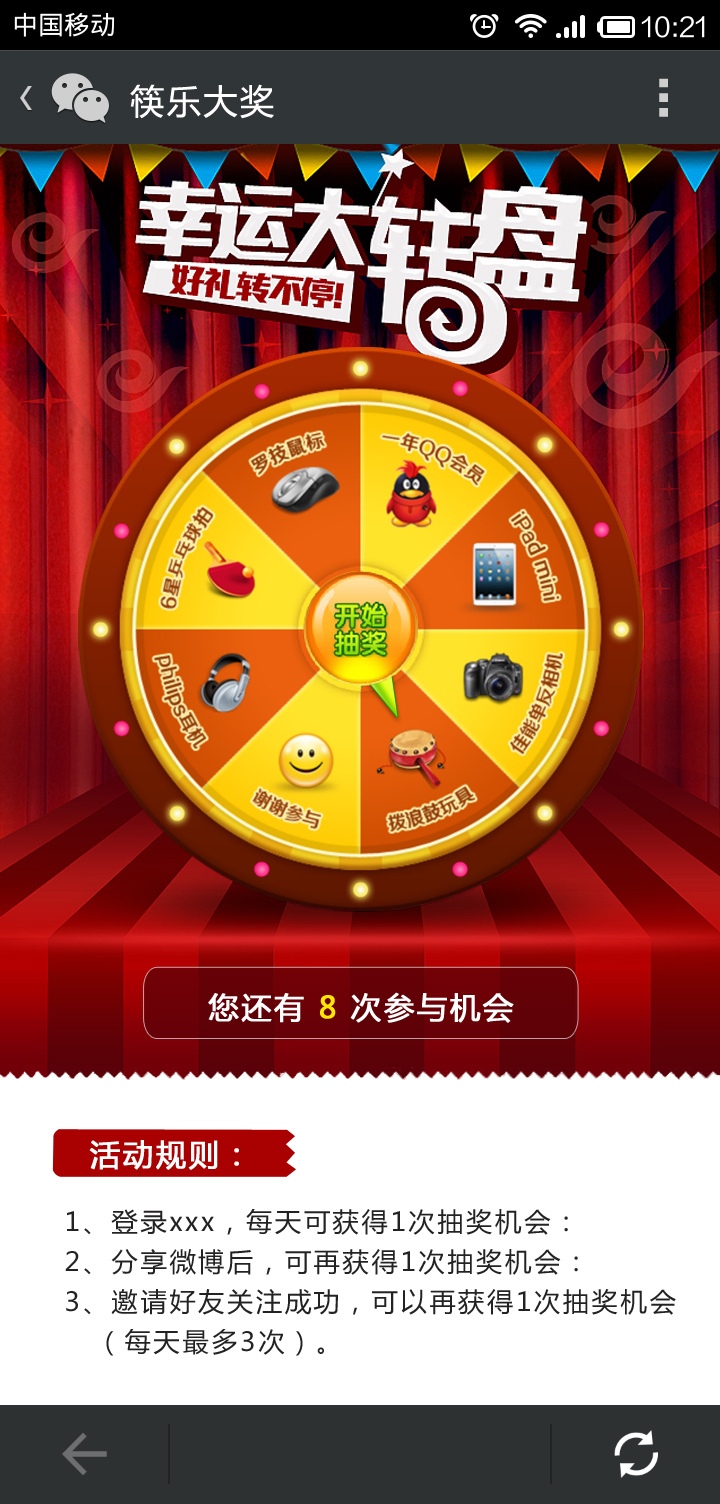 中国移动
10:21
筷乐大奖
幸运大转盘
好礼转不停!
罗技鼠标
一年QQ会员
6星乒乓球拍
iPad mini
开始
抽奖
philips耳机
佳能单反相机
谢谢参与
拨浪鼓玩具
您还有 8 次参与机会
活动规则：
1、登录xxx，每天可获得1次抽奖机会：
2、分享微博后，可再获得1次抽奖机会：
3、邀请好友关注成功，可以再获得1次抽奖机会
（每天最多3次）。